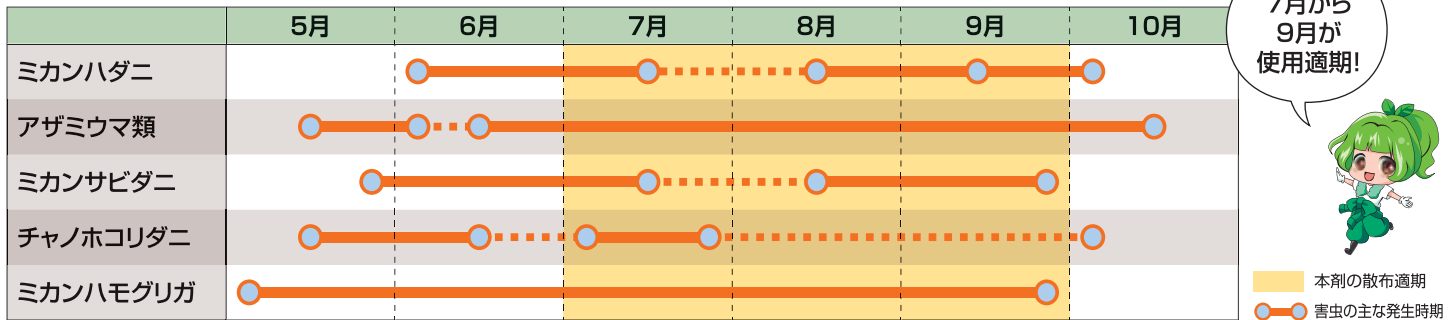 5月 6月 7月 8月 9月 10月
ミカンハダニ
アザミウマ類
ミカンサビダニ
チャノホコリダニ
ミカンハモグリガ
7月から
9月が
使用適期!
本剤の散布適期
害虫の主な発生時期